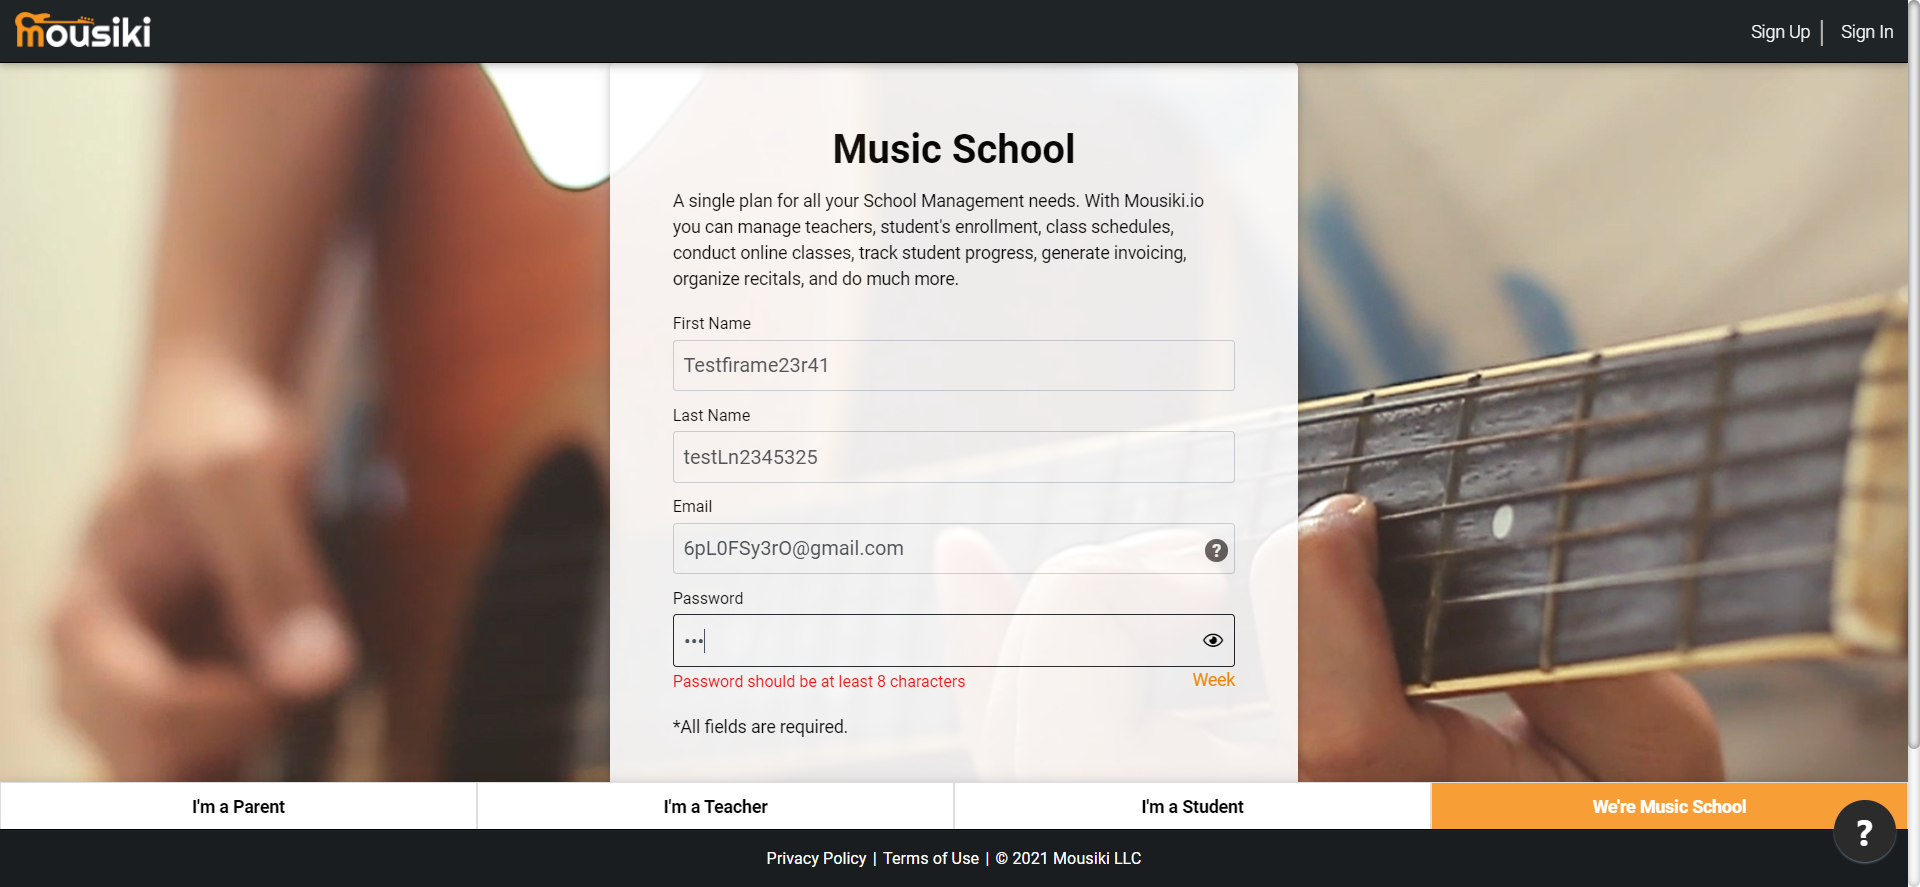 mousiki
Sign Up | Sign In
Music School
A single plan for all your School Management needs. With Mousiki.io
you can manage teachers, student's enrollment, class schedules,
conduct online classes, track student progress, generate invoicing,
organize recitals, and do much more.
First Name
Testfirame23r41
Last Name
testLn2345325
Email
6pL0FSy3rO@gmail.com
?
Password
•••
Password should be at least 8 characters
Week
*All fields are required.
I'm a Parent
I'm a Teacher
I'm a Student
We're Music School
?
Privacy Policy | Terms of Use | © 2021 Mousiki LLC